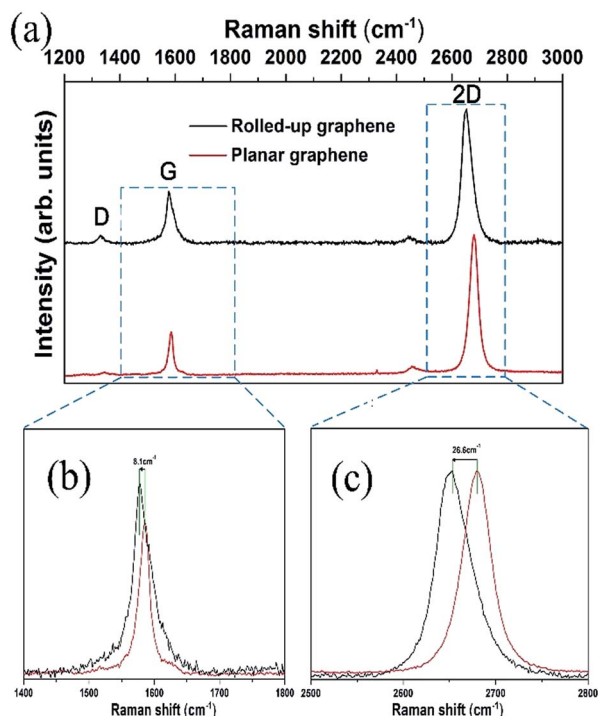 (a)
Raman shift (cm⁻¹)
1200 1400 1600 1800 2000 2200 2400 2600 2800 3000
Intensity (arb. units)
2D
Rolled-up graphene
Planar graphene
G
D
(b)
8.1cm⁻¹
1400 1500 1600 1700 1800
Raman shift (cm⁻¹)
(c)
26.6cm⁻¹
2500 2600 2700 2800
Raman shift (cm⁻¹)